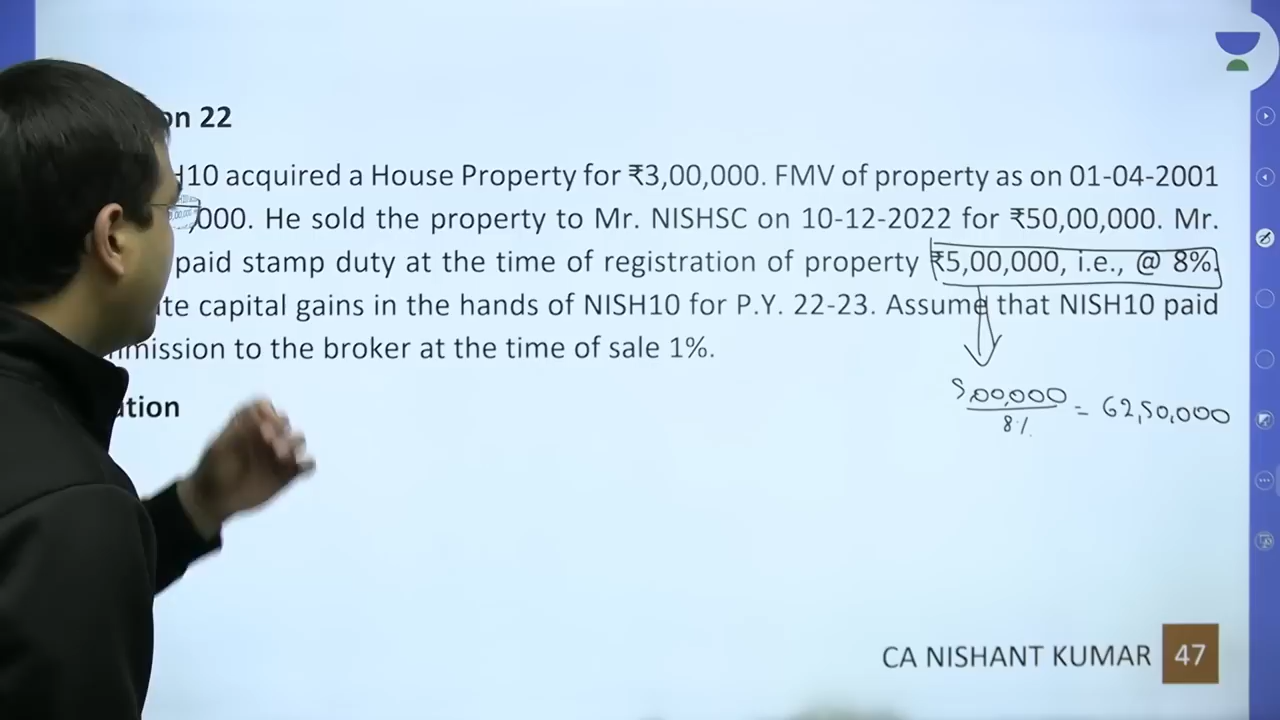 on 22
H10 acquired a House Property for ₹3,00,000. FMV of property as on 01-04-2001
,000. He sold the property to Mr. NISHSC on 10-12-2022 for ₹50,00,000. Mr.
paid stamp duty at the time of registration of property ₹5,00,000, i.e., @ 8%.
te capital gains in the hands of NISH10 for P.Y. 22-23. Assume that NISH10 paid
mmission to the broker at the time of sale 1%.
tion
5,00,000
8% = 62,50,000
CA NISHANT KUMAR 47